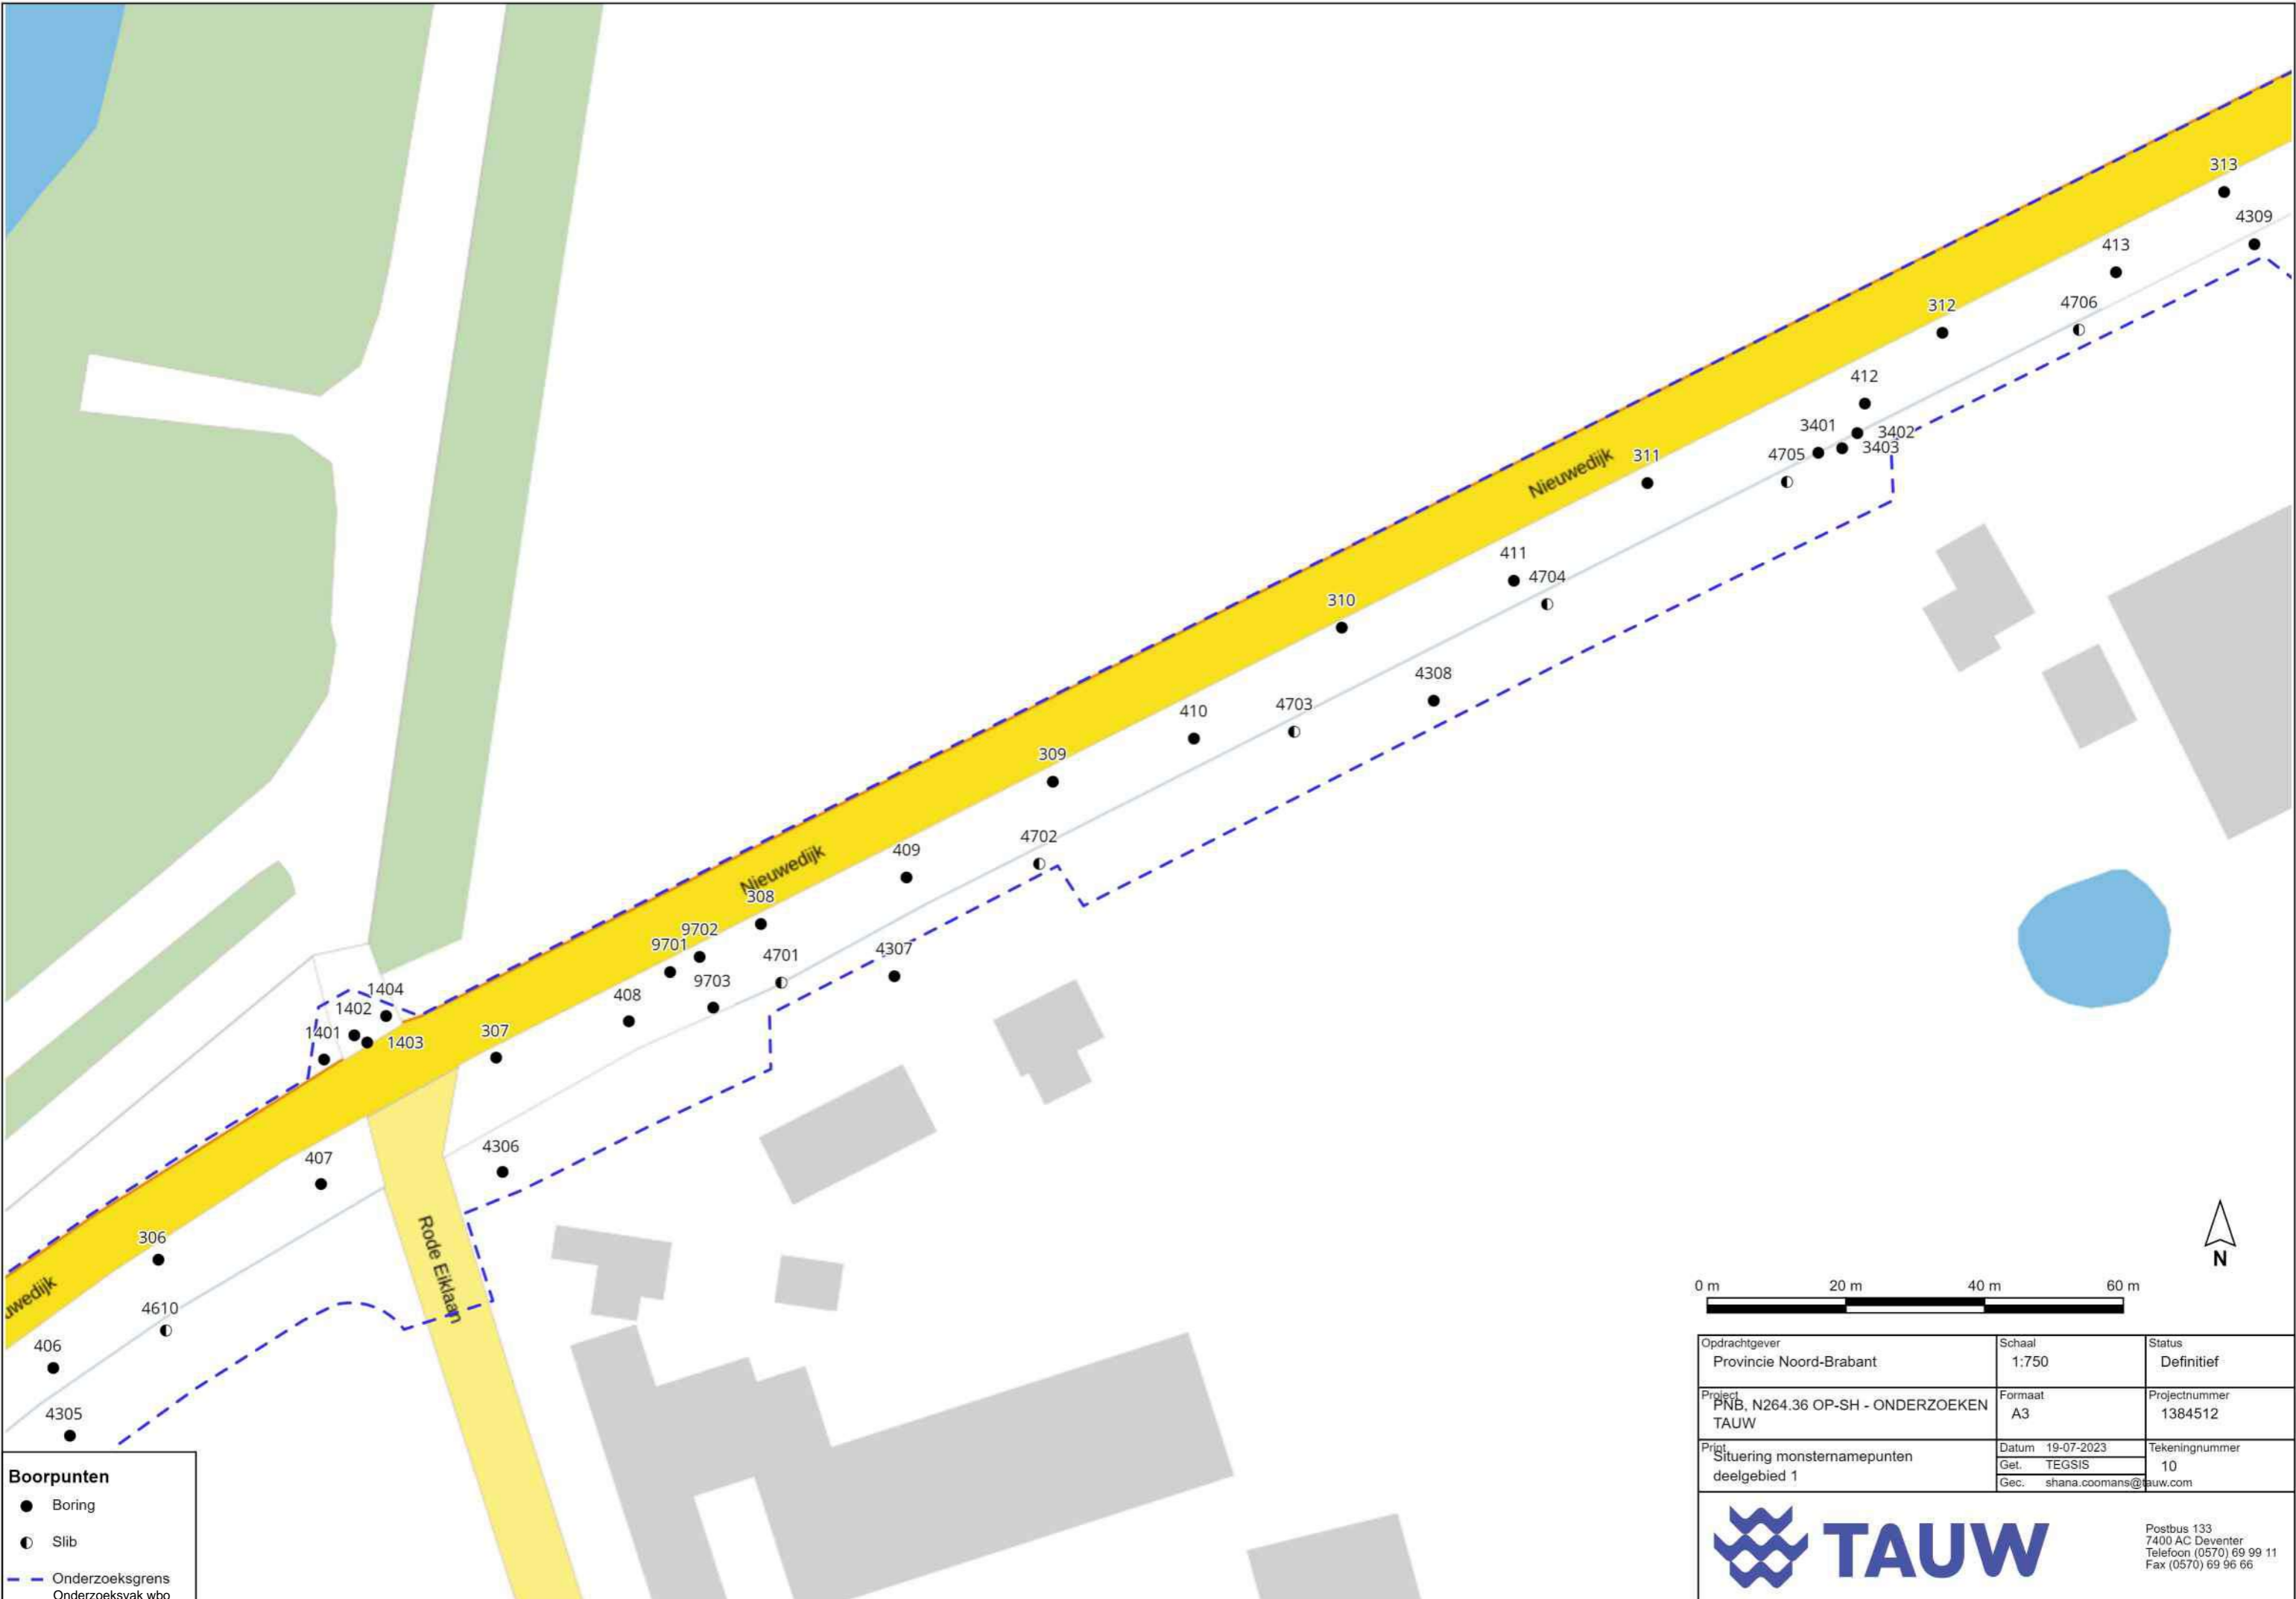 313
4309
413
4706
312
412
3401
3402
3403
4705
Nieuwedijk
311
411
4704
310
4308
4703
410
309
4702
409
Nieuwedijk
308
9702
9701
4701
4307
9703
408
1404
1402
1401
1403
307
4306
407
Rode Eiklaan
306
uwedijk
4610
406
4305
Boorpunten
Boring
Slib
Onderzoeksgrens
Onderzoeksvak wbo
N
0 m 20 m 40 m 60 m
Opdrachtgever
Provincie Noord-Brabant
Schaal
1:750
Status
Definitief
Project
PNB, N264.36 OP-SH - ONDERZOEKEN
TAUW
Formaat
A3
Projectnummer
1384512
Print
Situering monsternamepunten
deelgebied 1
Datum 19-07-2023
Get. TEGSIS
Gec. shana.coomans@tauw.com
Tekeningnummer
10
TAUW
Postbus 133
7400 AC Deventer
Telefoon (0570) 69 99 11
Fax (0570) 69 96 66